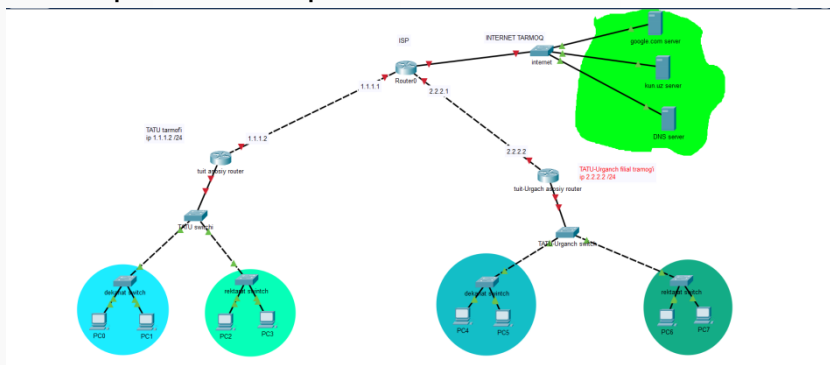 ISP
INTERNET TARMOQ
google.com server
Router0
internet
kun.uz server
1.1.1.1
2.2.2.1
DNS server
TATU tarmofi
ip 1.1.1.2 /24
1.1.1.2
2.2.2.2
tuit asosiy router
TATU-Urganch filial tramog'i
ip 2.2.2.2 /24
tuit-Urgach asosiy router
TATU switchi
TATU-Urganch switch
dekanat switch
rektorat switch
dekanat switch
rektorat switch
PC0
PC1
PC2
PC3
PC4
PC5
PC6
PC7